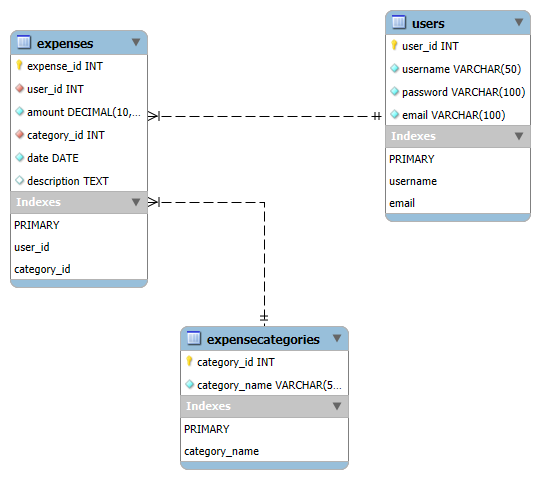 expenses
expense_id INT
user_id INT
amount DECIMAL(10,...
category_id INT
date DATE
description TEXT
Indexes
PRIMARY
user_id
category_id
users
user_id INT
username VARCHAR(50)
password VARCHAR(100)
email VARCHAR(100)
Indexes
PRIMARY
username
email
expensecategories
category_id INT
category_name VARCHAR(5...
Indexes
PRIMARY
category_name